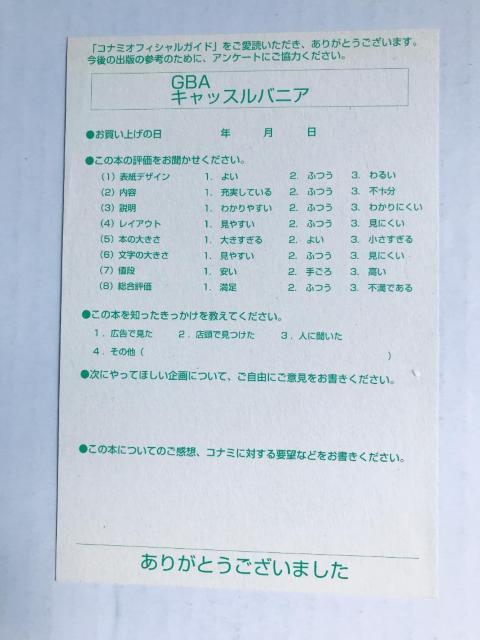 「コナミオフィシャルガイド」をご愛読いただき、ありがとうございます。
今後の出版の参考のために、アンケートにご協力ください。
GBA
キャッスルバニア
●お買い上げの日 年 月 日
●この本の評価をお聞かせください。
（1）表紙デザイン 1．よい 2．ふつう 3．わるい
（2）内容 1．充実している 2．ふつう 3．不十分
（3）説明 1．わかりやすい 2．ふつう 3．わかりにくい
（4）レイアウト 1．見やすい 2．ふつう 3．見にくい
（5）本の大きさ 1．大きすぎる 2．よい 3．小さすぎる
（6）文字の大きさ 1．見やすい 2．ふつう 3．見にくい
（7）値段 1．安い 2．手ごろ 3．高い
（8）総合評価 1．満足 2．ふつう 3．不満である
●この本を知ったきっかけを教えてください。
1．広告で見た 2．店頭で見つけた 3．人に聞いた
4．その他（ ）
●次にやってほしい企画について、ご自由にご意見をお書きください。
●この本についてのご感想、コナミに対する要望などをお書きください。
ありがとうございました